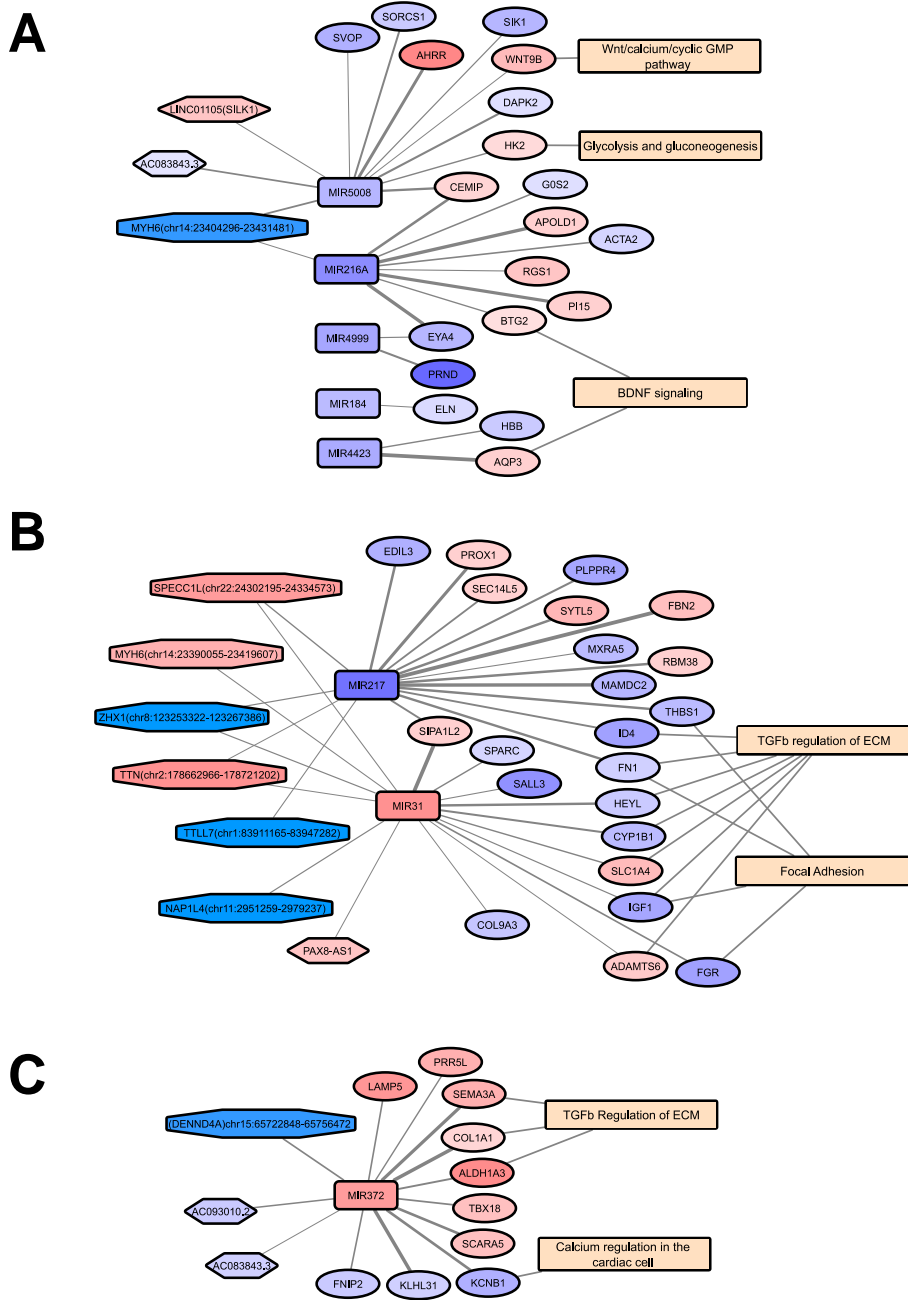 A
SORCS1
SVOP
SIK1
AHRR
WNT9B
Wnt/calcium/cyclic GMP
pathway
LINC01105(SILK1)
DAPK2
HK2
Glycolysis and gluconeogenesis
AC083843.3
MIR5008
CEMIP
G0S2
MYH6(chr14:23404296-23431481)
APOLD1
ACTA2
MIR216A
RGS1
PI15
BTG2
MIR4999
EYA4
PRND
BDNF signaling
MIR184
ELN
HBB
MIR4423
AQP3
B
EDIL3
PROX1
PLPPR4
SPECC1L(chr22:24302195-24334573)
SEC14L5
SYTL5
FBN2
MXRA5
MYH6(chr14:23390055-23419607)
RBM38
MIR217
MAMDC2
ZHX1(chr8:123253322-123267386)
THBS1
SIPA1L2
ID4
TGFb regulation of ECM
SPARC
FN1
TTN(chr2:178662966-178721202)
SALL3
MIR31
HEYL
TTLL7(chr1:83911165-83947282)
CYP1B1
SLC1A4
Focal Adhesion
NAP1L4(chr11:2951259-2979237)
IGF1
COL9A3
PAX8-AS1
ADAMTS6
FGR
C
PRR5L
LAMP5
SEMA3A
TGFb Regulation of ECM
(DENND4A)chr15:65722848-65756472
COL1A1
ALDH1A3
MIR372
TBX18
AC093010.2
SCARA5
Calcium regulation in the
cardiac cell
AC083843.3
FNIP2
KLHL31
KCNB1